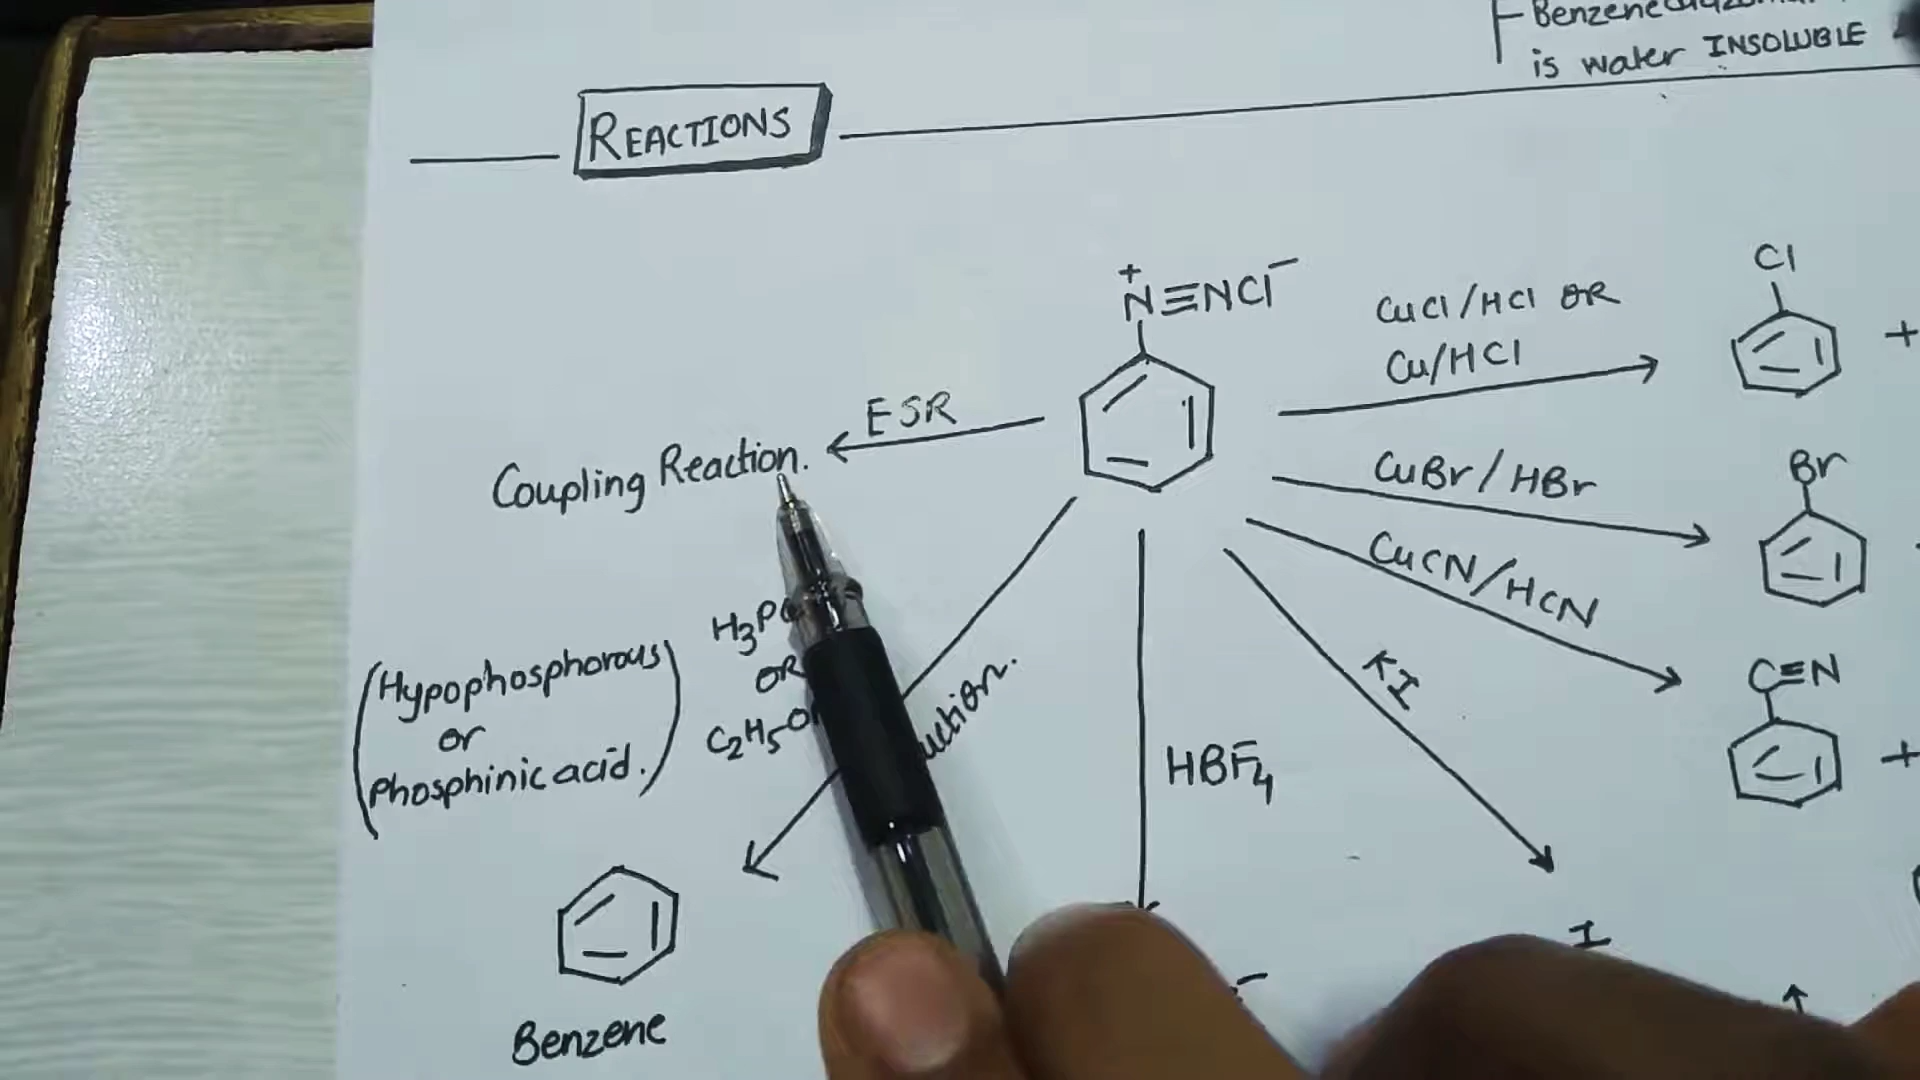 is water INSOLUBLE
REACTIONS
N⁺≡NCl⁻
CuCl/HCl OR
Cu/HCl
Cl
+
ESR
Coupling Reaction.
CuBr/HBr
Br
CuCN/HCN
C≡N
+
KI
HBF₄
(Hypophosphorous
or
Phosphinic acid.)
OR
I
Benzene